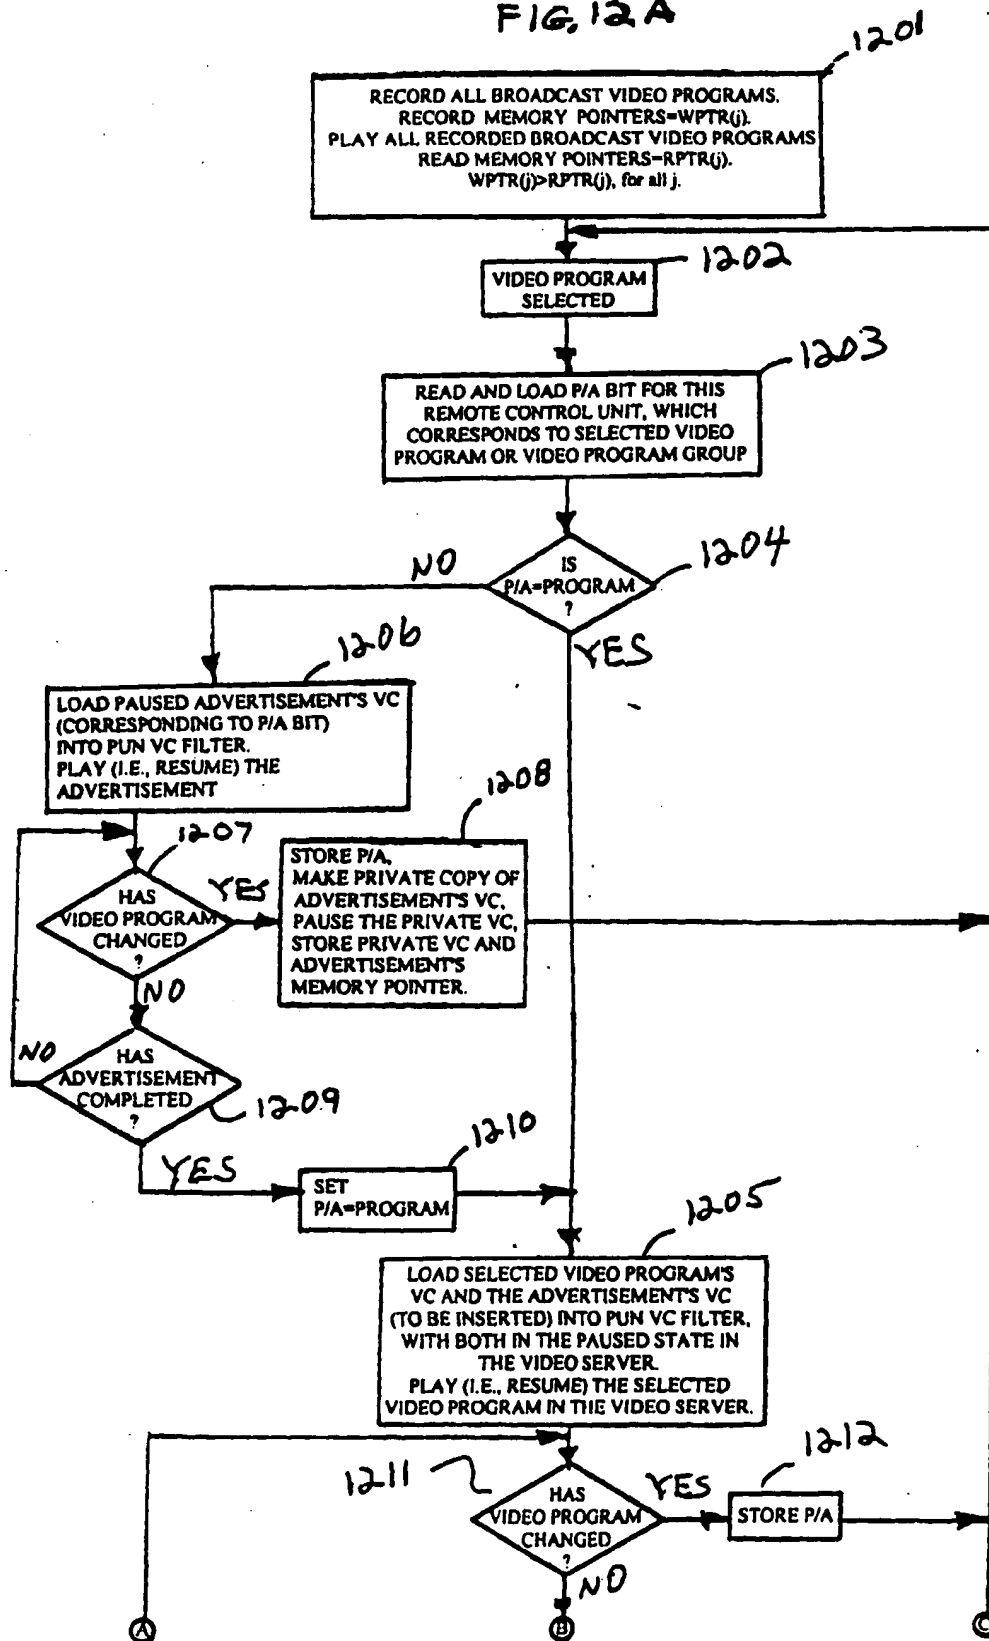 FIG. 12A
1201
RECORD ALL BROADCAST VIDEO PROGRAMS.
RECORD MEMORY POINTERS=WPTR(j).
PLAY ALL RECORDED BROADCAST VIDEO PROGRAMS
READ MEMORY POINTERS=RPTR(j).
WPTR(j)>RPTR(j), for all j.
1202
VIDEO PROGRAM
SELECTED
1203
READ AND LOAD P/A BIT FOR THIS
REMOTE CONTROL UNIT, WHICH
CORRESPONDS TO SELECTED VIDEO
PROGRAM OR VIDEO PROGRAM GROUP
1204
IS
P/A=PROGRAM
?
NO
YES
1206
LOAD PAUSED ADVERTISEMENT'S VC
(CORRESPONDING TO P/A BIT)
INTO PUN VC FILTER.
PLAY (I.E., RESUME) THE
ADVERTISEMENT
1207
HAS
VIDEO PROGRAM
CHANGED
?
YES
NO
1208
STORE P/A,
MAKE PRIVATE COPY OF
ADVERTISEMENT'S VC,
PAUSE THE PRIVATE VC,
STORE PRIVATE VC AND
ADVERTISEMENT'S
MEMORY POINTER.
NO
HAS
ADVERTISEMENT
COMPLETED
?
1209
YES
1210
SET
P/A=PROGRAM
1205
LOAD SELECTED VIDEO PROGRAM'S
VC AND THE ADVERTISEMENT'S VC
(TO BE INSERTED) INTO PUN VC FILTER,
WITH BOTH IN THE PAUSED STATE IN
THE VIDEO SERVER
PLAY (I.E., RESUME) THE SELECTED
VIDEO PROGRAM IN THE VIDEO SERVER.
1211
HAS
VIDEO PROGRAM
CHANGED
?
YES
1212
STORE P/A
NO
A
B
C